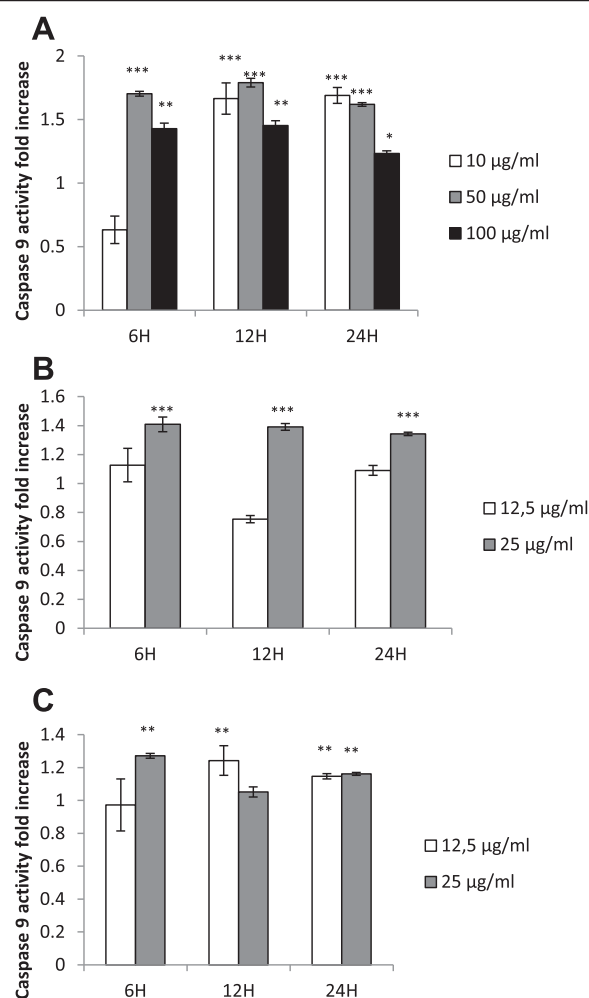 A
Caspase 9 activity fold increase
2
1.5
1
0.5
0
***
**
***
***
**
***
***
*
6H
12H
24H
10 µg/ml
50 µg/ml
100 µg/ml
B
Caspase 9 activity fold increase
1.6
1.4
1.2
1
0.8
0.6
0.4
0.2
0
***
***
***
6H
12H
24H
12,5 µg/ml
25 µg/ml
C
Caspase 9 activity fold increase
1.4
1.2
1
0.8
0.6
0.4
0.2
0
**
**
**
**
6H
12H
24H
12,5 µg/ml
25 µg/ml